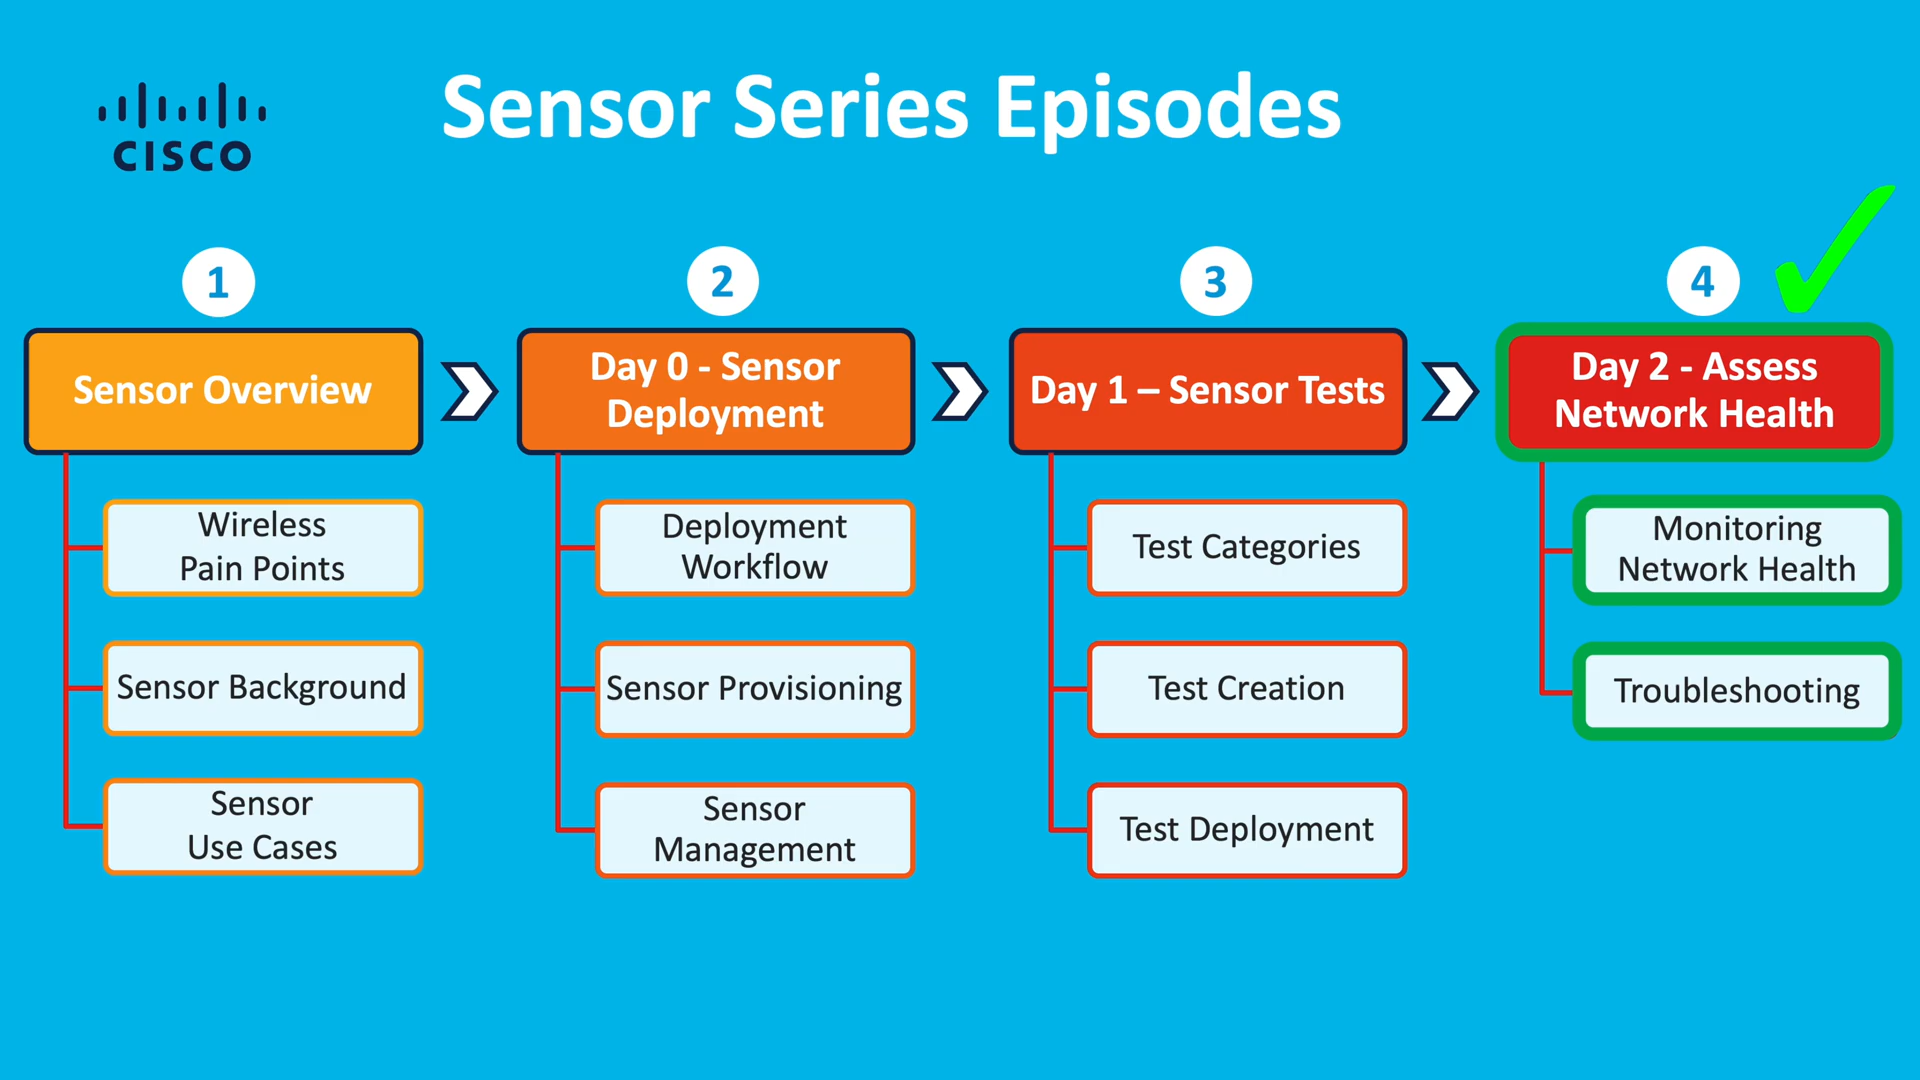 CISCO
Sensor Series Episodes
1
Sensor Overview
Wireless
Pain Points
Sensor Background
Sensor
Use Cases
2
Day 0 - Sensor
Deployment
Deployment
Workflow
Sensor Provisioning
Sensor
Management
3
Day 1 – Sensor Tests
Test Categories
Test Creation
Test Deployment
4
Day 2 - Assess
Network Health
Monitoring
Network Health
Troubleshooting